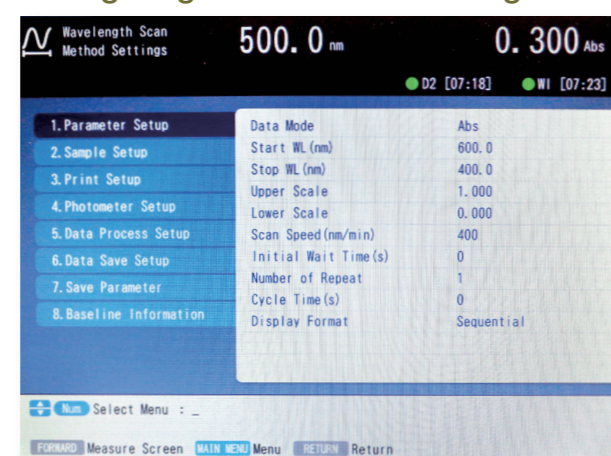 Wavelength Scan
Method Settings
500.0 nm
0.300 Abs
D2 [07:18]
WI [07:23]
1.Parameter Setup
2.Sample Setup
3.Print Setup
4.Photometer Setup
5.Data Process Setup
6.Data Save Setup
7.Save Parameter
8.Baseline Information
Data Mode Abs
Start WL(nm) 600.0
Stop WL(nm) 400.0
Upper Scale 1.000
Lower Scale 0.000
Scan Speed(nm/min) 400
Initial Wait Time(s) 0
Number of Repeat 1
Cycle Time(s) 0
Display Format Sequential
Num Select Menu : _
FORWARD Measure Screen MAIN MENU Menu RETURN Return